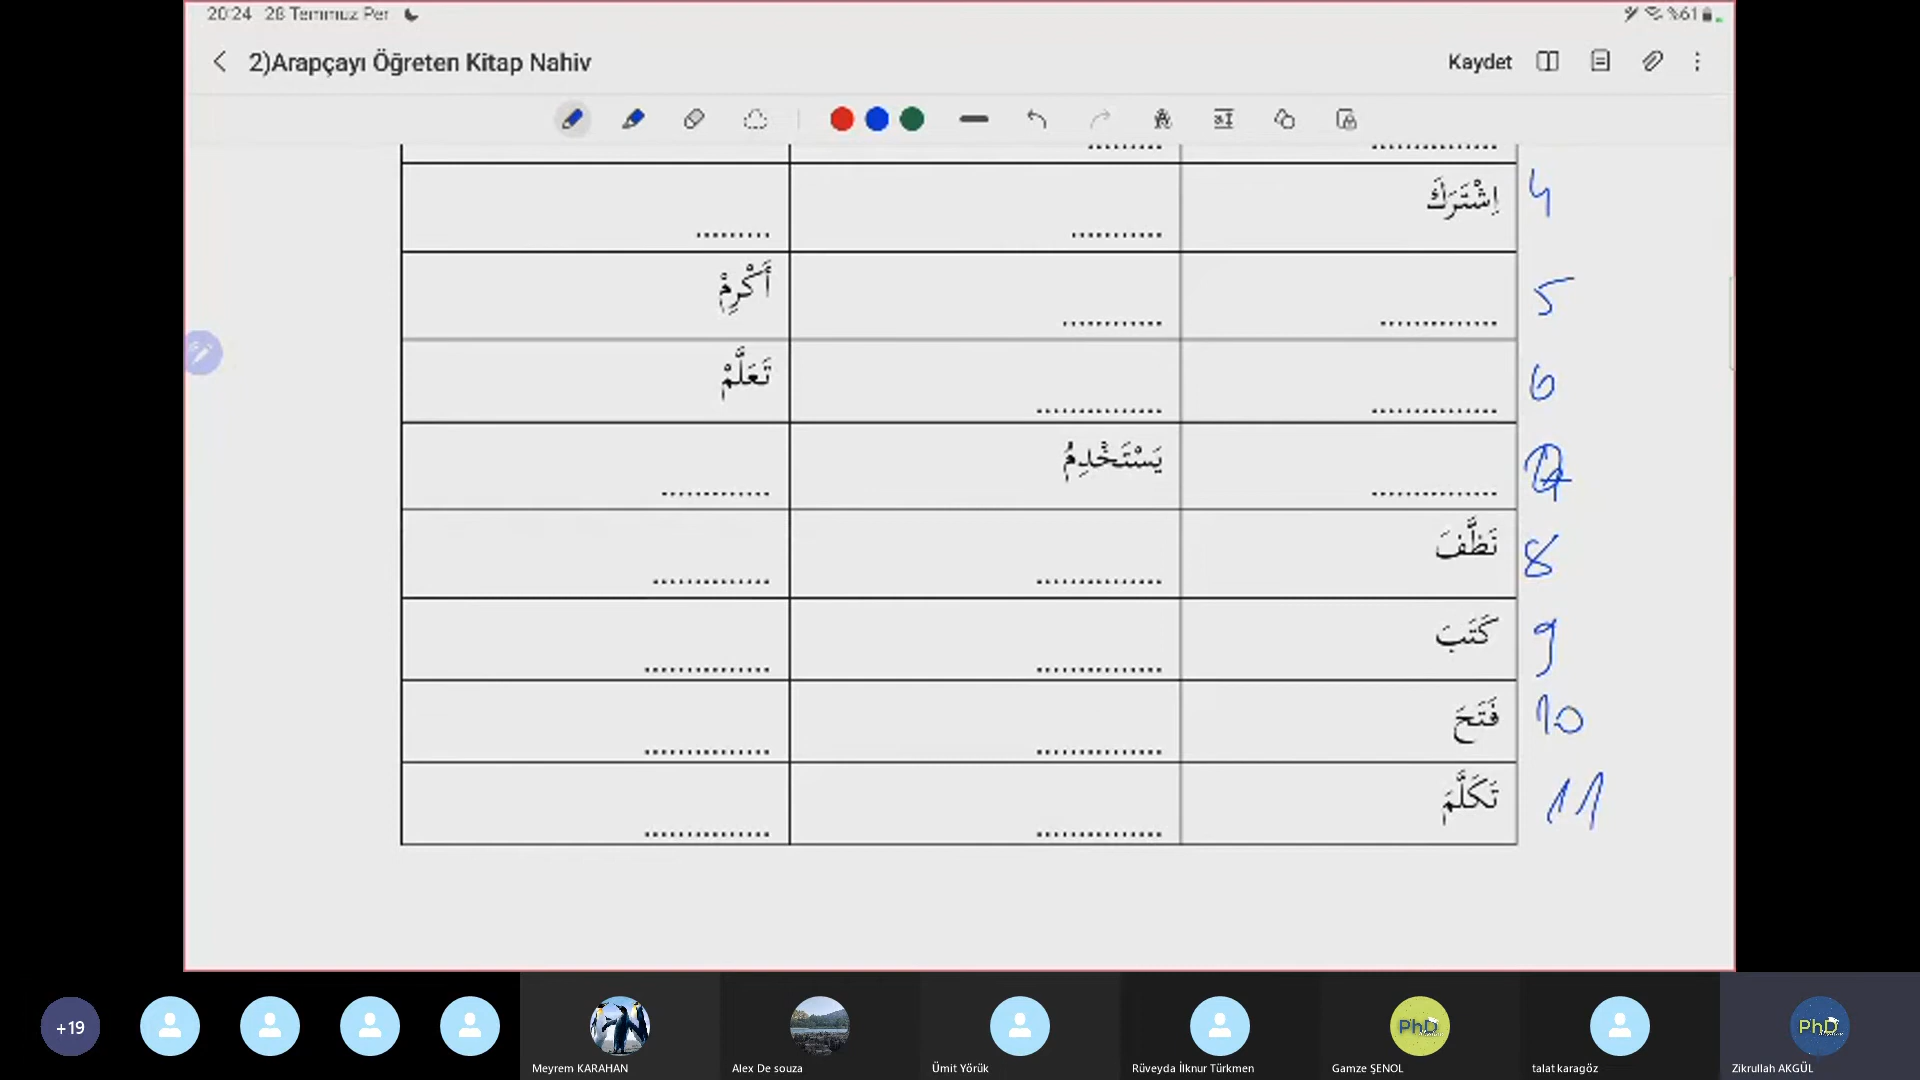 20:24 28 Temmuz Per
%61
2)Arapçayı Öğreten Kitap Nahiv
Kaydet
.......... ...............
اِشْتَرَكَ ........... ......... 4
.............. ............ أَكْرِمْ 5
............... ............... تَعَلَّمْ 6
............... يَسْتَخْدِمُ .............
نَظَّفَ ............... .............. 8
كَتَبَ ............... ............... 9
فَتَحَ ............... ............... 10
تَكَلَّمَ ............... ............... 11
+19
Meyrem KARAHAN
Alex De souza
Ümit Yörük
Rüveyda İlknur Türkmen
PhD
Gamze ŞENOL
talat karagöz
PhD
Zikrullah AKGÜL